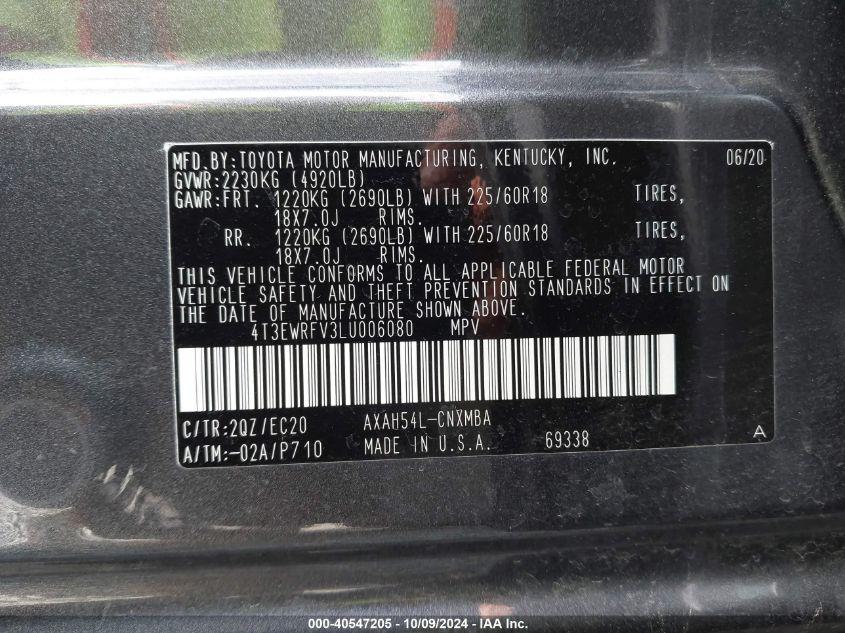 MFD.BY:TOYOTA MOTOR MANUFACTURING, KENTUCKY, INC. 06/20
GVWR:2230KG (4920LB)
GAWR:FRT. 1220KG (2690LB) WITH 225/60R18 TIRES,
18X7.0J RIMS.
RR. 1220KG (2690LB) WITH 225/60R18 TIRES,
18X7.0J RIMS.
THIS VEHICLE CONFORMS TO ALL APPLICABLE FEDERAL MOTOR
VEHICLE SAFETY AND THEFT PREVENTION STANDARDS IN EFFECT ON
THE DATE OF MANUFACTURE SHOWN ABOVE.
4T3EWRFV3LU006080 MPV
C/TR:2QZ/EC20 AXAH54L-CNXMBA
A/TM:-02A/P710 MADE IN U.S.A. 69338 A
000-40547205 - 10/09/2024 - IAA Inc.